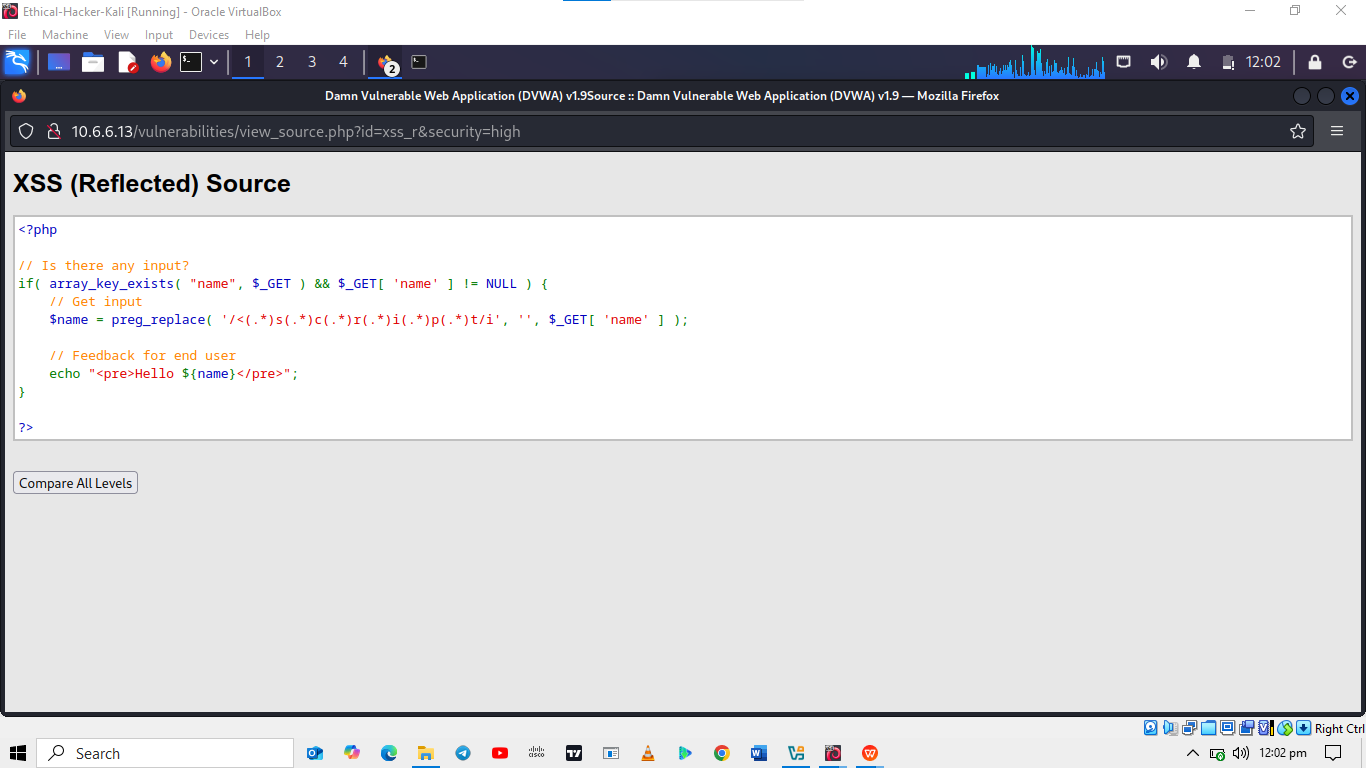 Ethical-Hacker-Kali [Running] - Oracle VirtualBox
File Machine View Input Devices Help
1 2 3 4 2 12:02
Damn Vulnerable Web Application (DVWA) v1.9Source :: Damn Vulnerable Web Application (DVWA) v1.9 — Mozilla Firefox
10.6.6.13/vulnerabilities/view_source.php?id=xss_r&security=high
XSS (Reflected) Source
<?php
// Is there any input?
if( array_key_exists( "name", $_GET ) && $_GET[ 'name' ] != NULL ) {
// Get input
$name = preg_replace( '/<(.*)s(.*)c(.*)r(.*)i(.*)p(.*)t/i', '', $_GET[ 'name' ] );
// Feedback for end user
echo "<pre>Hello ${name}</pre>";
}
?>
Compare All Levels
Right Ctrl
Search 12:02 pm